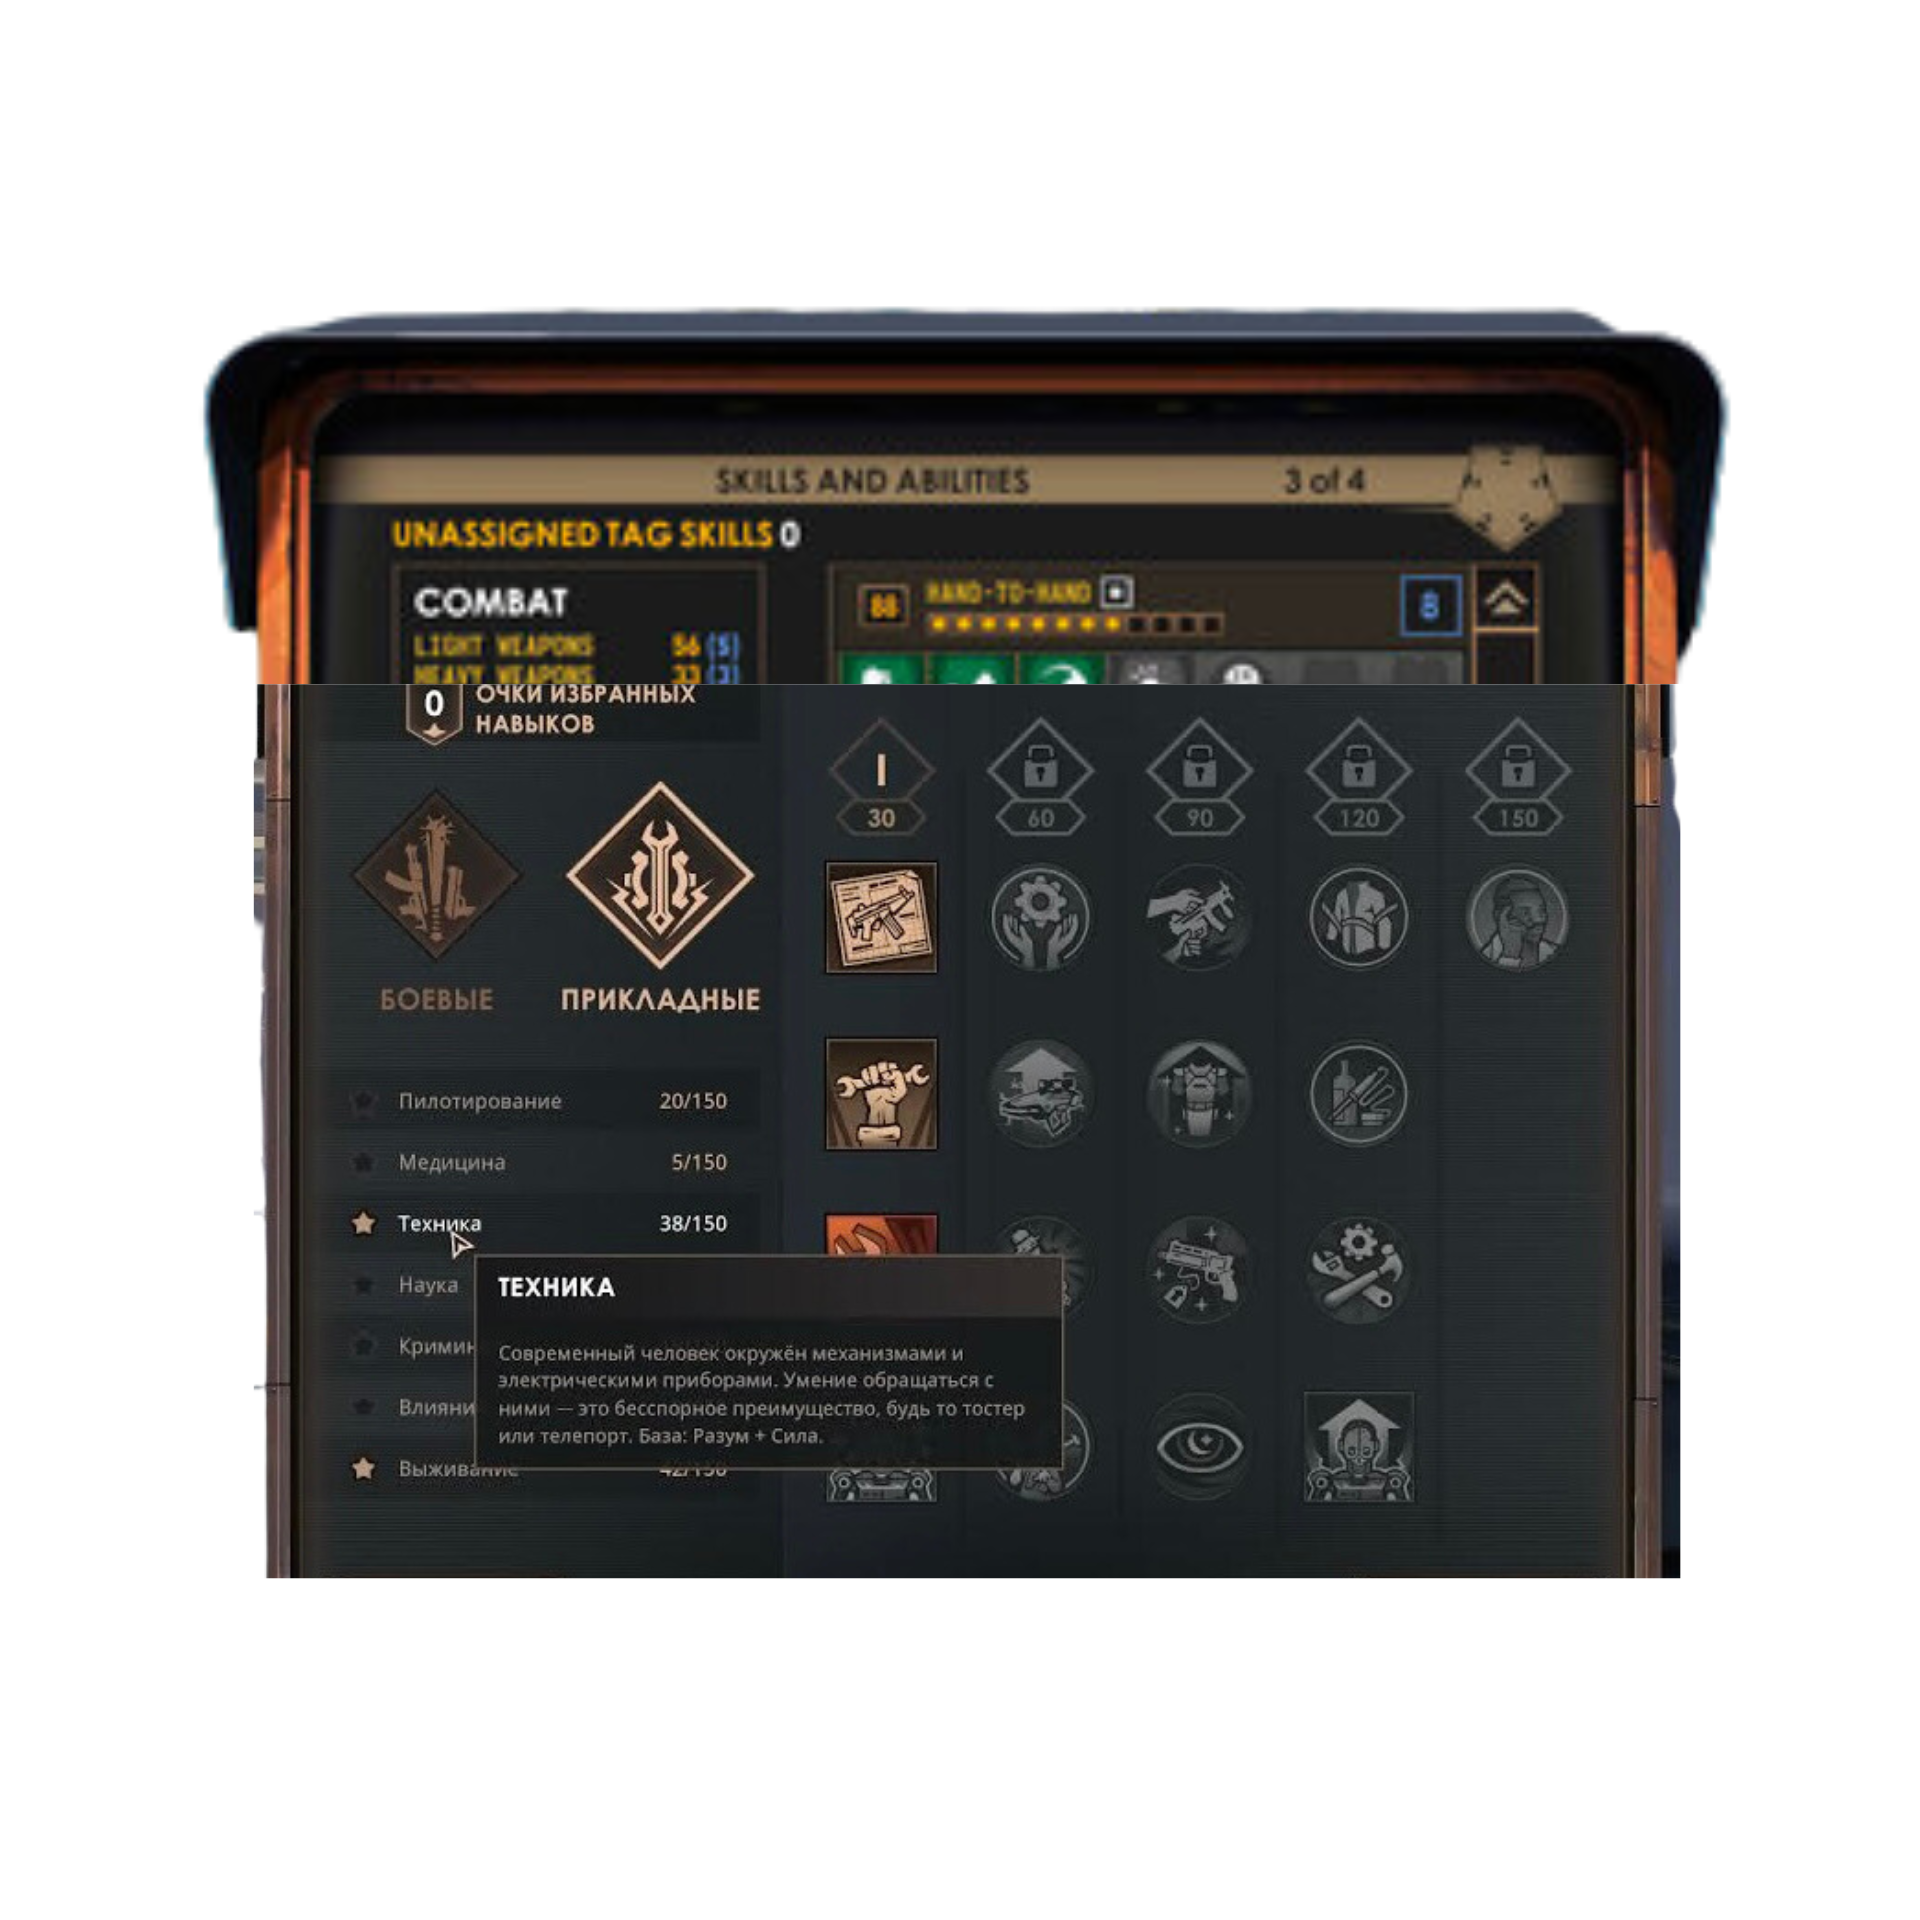 SKILLS AND ABILITIES 3 of 4
UNASSIGNED TAG SKILLS 0
COMBAT
LIGHT WEAPONS 56 (5)
HEAVY WEAPONS 33 (3)
88 HAND-TO-HAND 8
0 ОЧКИ ИЗБРАННЫХ
НАВЫКОВ
БОЕВЫЕ ПРИКЛАДНЫЕ
I
30 60 90 120 150
Пилотирование 20/150
Медицина 5/150
Техника 38/150
Наука
Кримин
Влияни
Выживание 42/150
ТЕХНИКА
Современный человек окружён механизмами и
электрическими приборами. Умение обращаться с
ними — это бесспорное преимущество, будь то тостер
или телепорт. База: Разум + Сила.